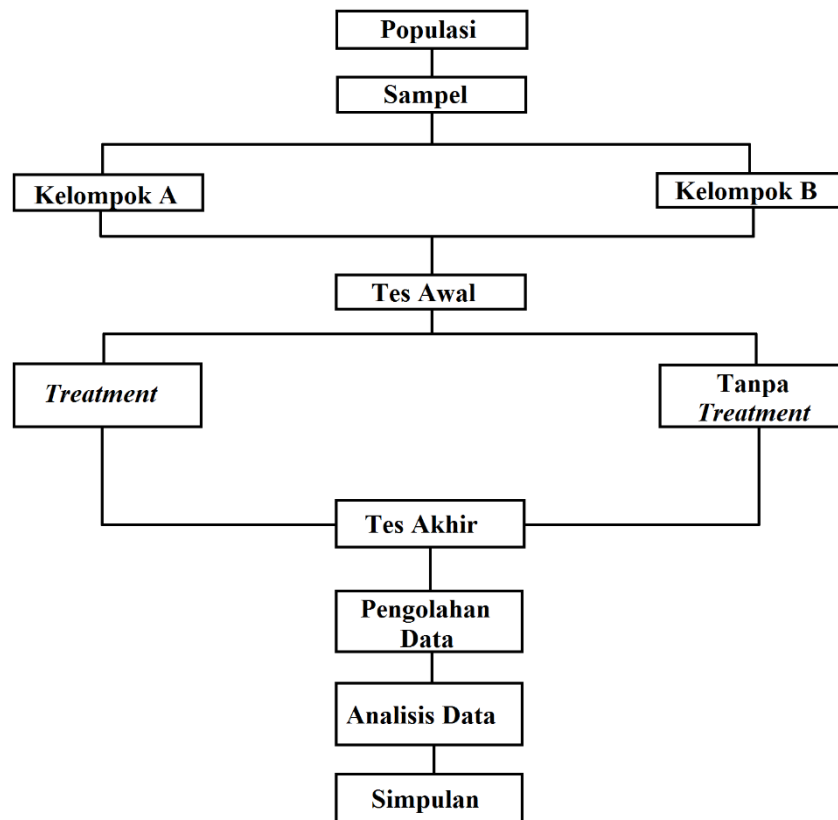 Populasi
Sampel
Kelompok A
Kelompok B
Tes Awal
Treatment
Tanpa
Treatment
Tes Akhir
Pengolahan
Data
Analisis Data
Simpulan